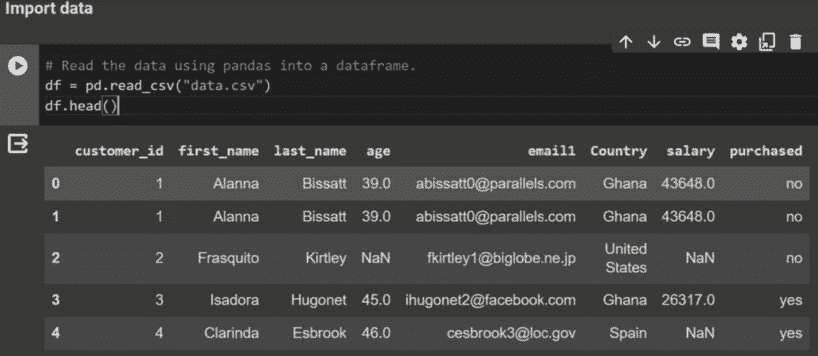 Import data
# Read the data using pandas into a dataframe.
df = pd.read_csv("data.csv")
df.head()
customer_id first_name last_name age email1 Country salary purchased
0 1 Alanna Bissatt 39.0 abissatt0@parallels.com Ghana 43648.0 no
1 1 Alanna Bissatt 39.0 abissatt0@parallels.com Ghana 43648.0 no
2 2 Frasquito Kirtley NaN fkirtley1@biglobe.ne.jp United States NaN no
3 3 Isadora Hugonet 45.0 ihugonet2@facebook.com Ghana 26317.0 yes
4 4 Clarinda Esbrook 46.0 cesbrook3@loc.gov Spain NaN yes